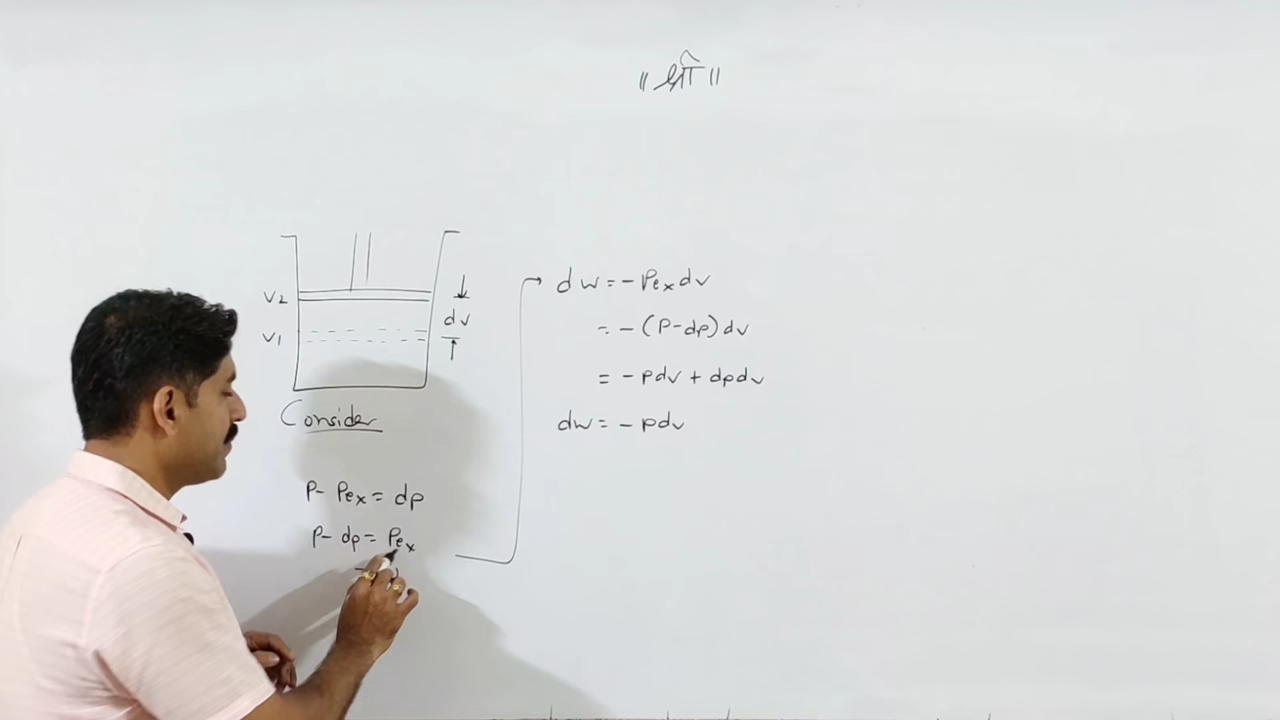 ॥ श्री ॥
V2
dv
V1
Consider
P- Pex = dp
P- dp = Pex
dw = - Pex dv
= - (P-dp) dv
= - pdv + dpdv
dw = - pdv